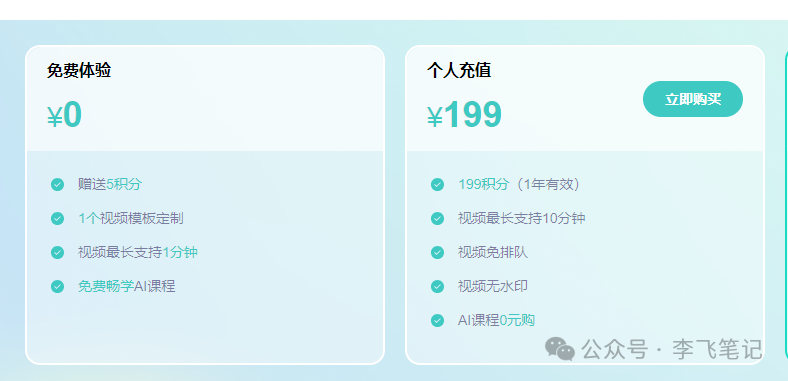 免费体验
¥0
赠送5积分
1个视频模板定制
视频最长支持1分钟
免费畅学AI课程
个人充值
¥199
立即购买
199积分（1年有效）
视频最长支持10分钟
视频免排队
视频无水印
AI课程0元购
公众号 · 李飞笔记